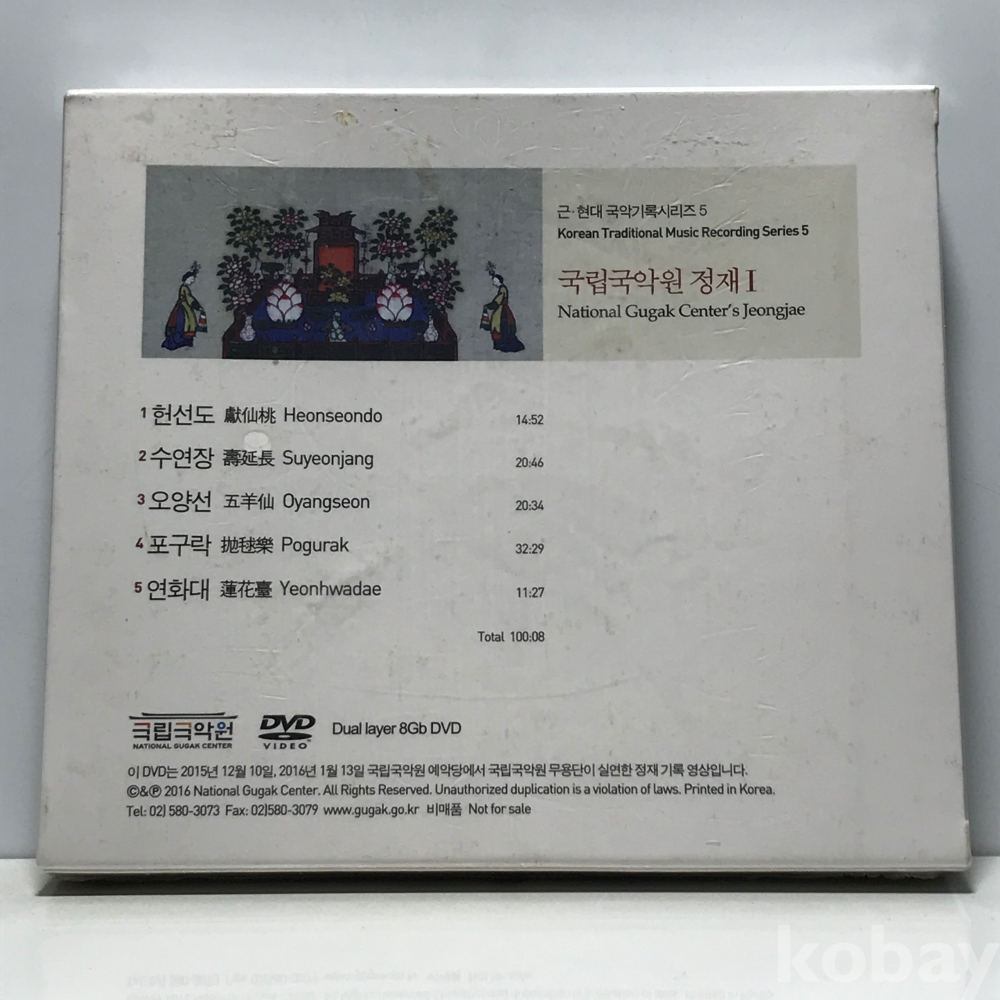 근·현대 국악기록시리즈 5
Korean Traditional Music Recording Series 5
국립국악원 정재 I
National Gugak Center's Jeongjae
1 헌선도 獻仙桃 Heonseondo 14:52
2 수연장 壽延長 Suyeonjang 20:46
3 오양선 五羊仙 Oyangseon 20:34
4 포구락 抛毬樂 Pogurak 32:29
5 연화대 蓮花臺 Yeonhwadae 11:27
Total 100:08
국립국악원
NATIONAL GUGAK CENTER
DVD
VIDEO™
Dual layer 8Gb DVD
이 DVD는 2015년 12월 10일, 2016년 1월 13일 국립국악원 예악당에서 국립국악원 무용단이 실연한 정재 기록 영상입니다.
©&℗ 2016 National Gugak Center. All Rights Reserved. Unauthorized duplication is a violation of laws. Printed in Korea.
Tel: 02) 580-3073 Fax: 02)580-3079 www.gugak.go.kr 비매품 Not for sale
kobay